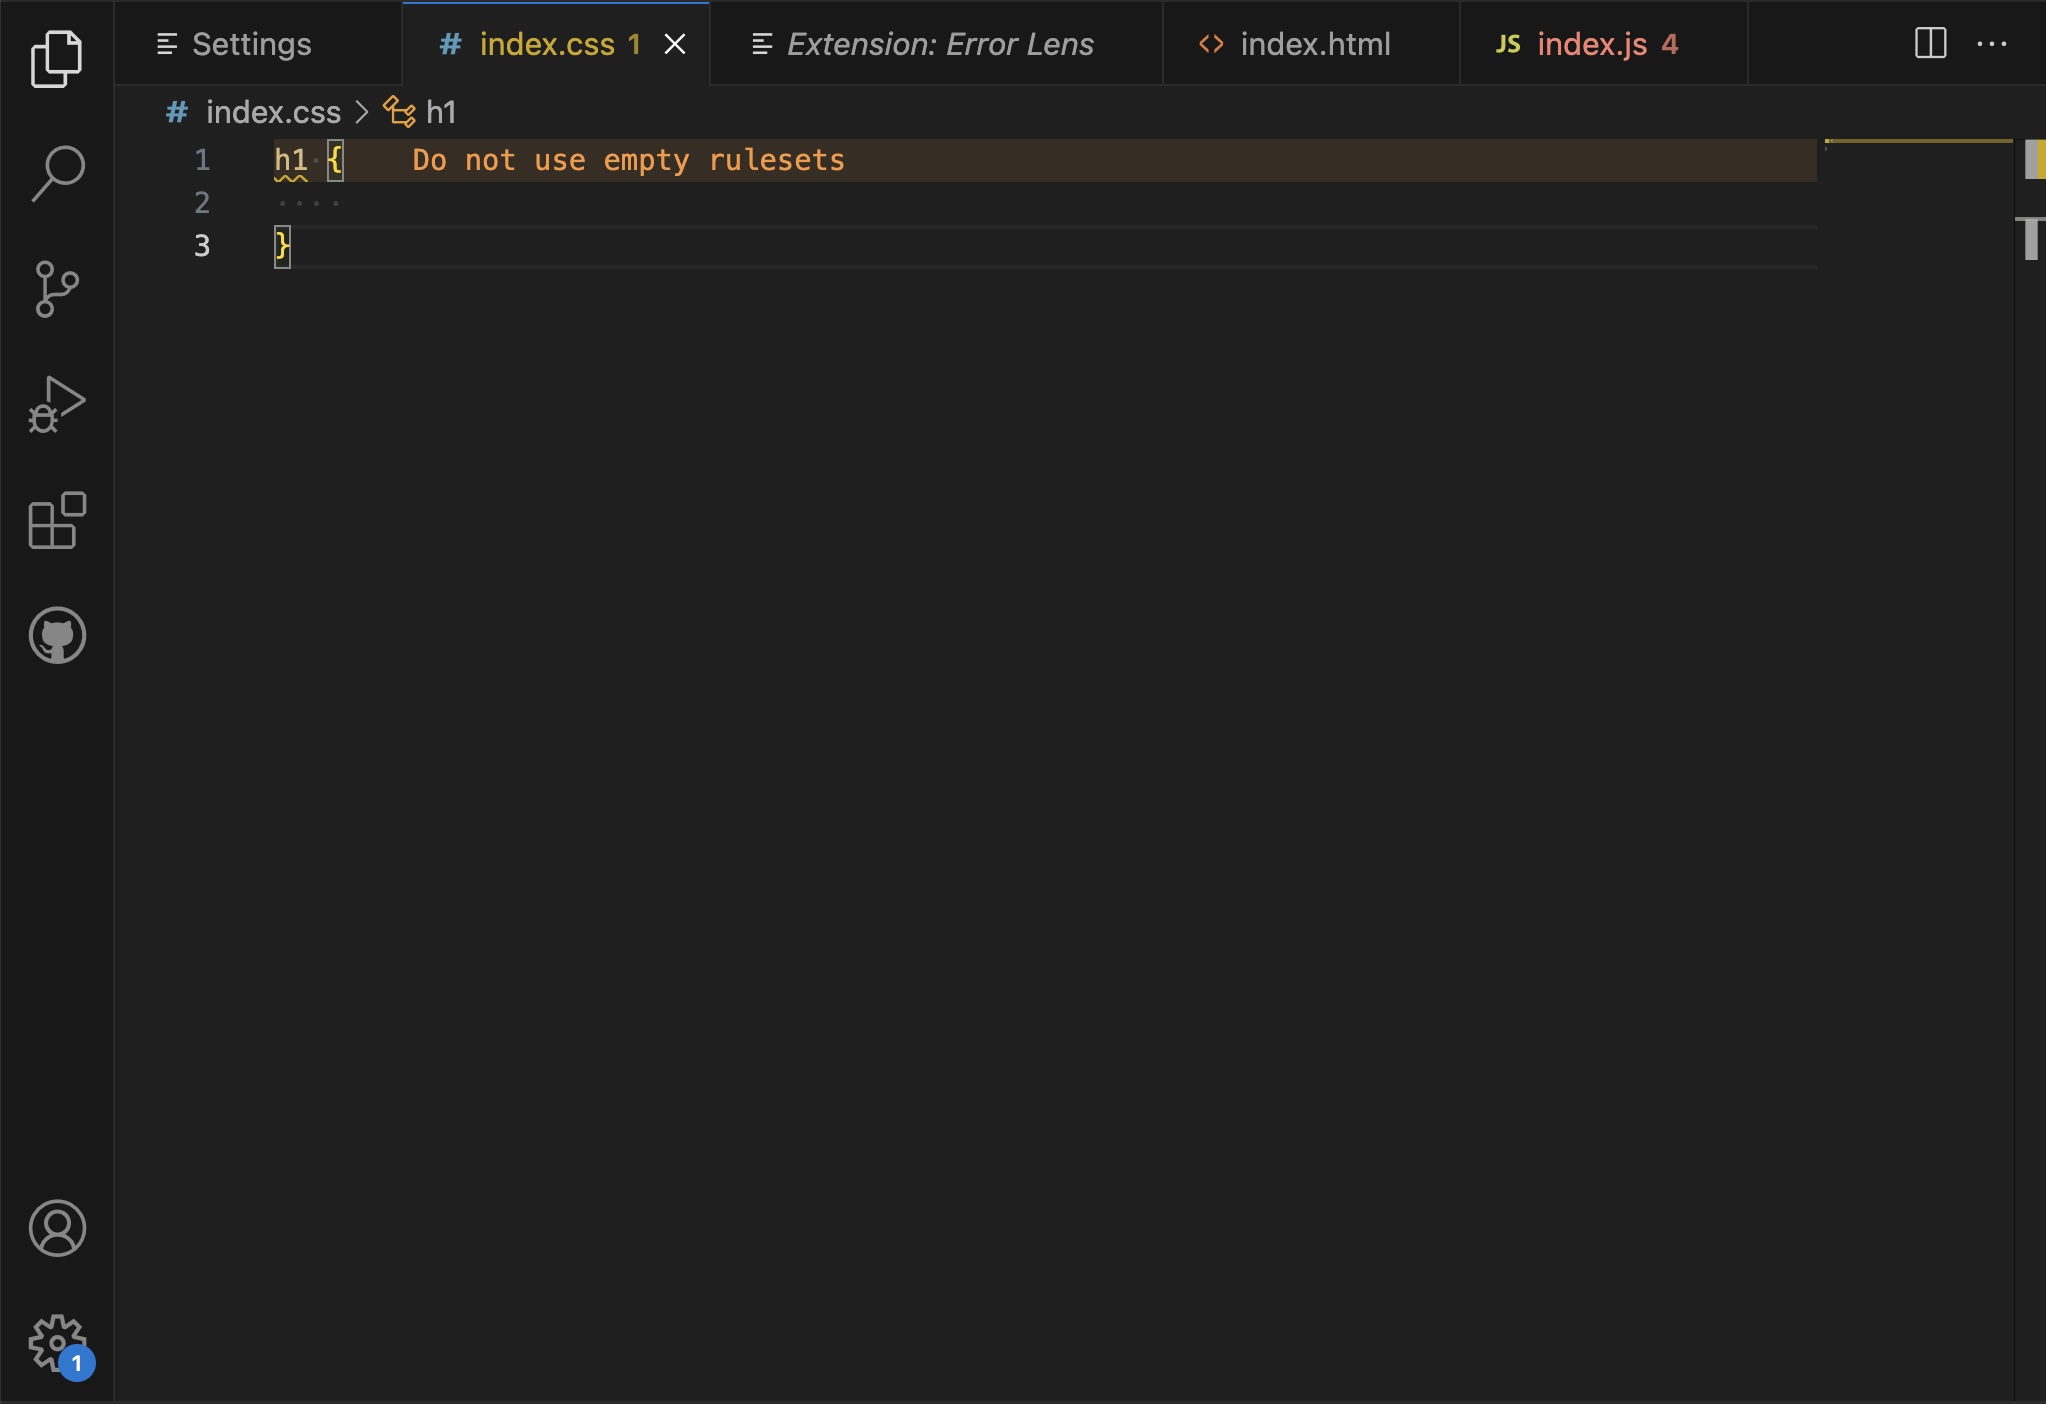 Settings
# index.css 1
Extension: Error Lens
<> index.html
JS index.js 4
# index.css > h1
1 h1 { Do not use empty rulesets
2
3 }
1